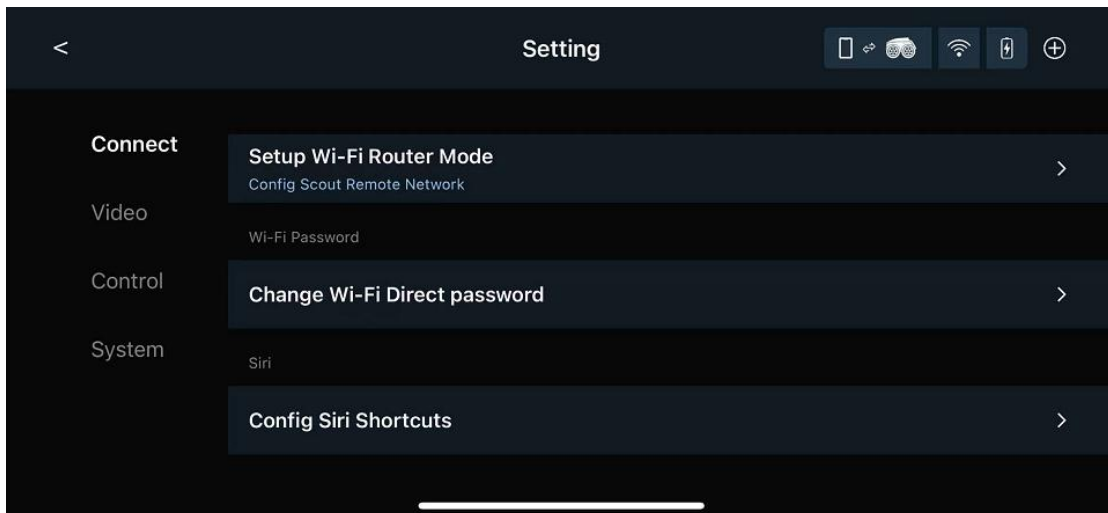 <
Setting
Connect
Video
Control
System
Setup Wi-Fi Router Mode
Config Scout Remote Network
Wi-Fi Password
Change Wi-Fi Direct password
Siri
Config Siri Shortcuts